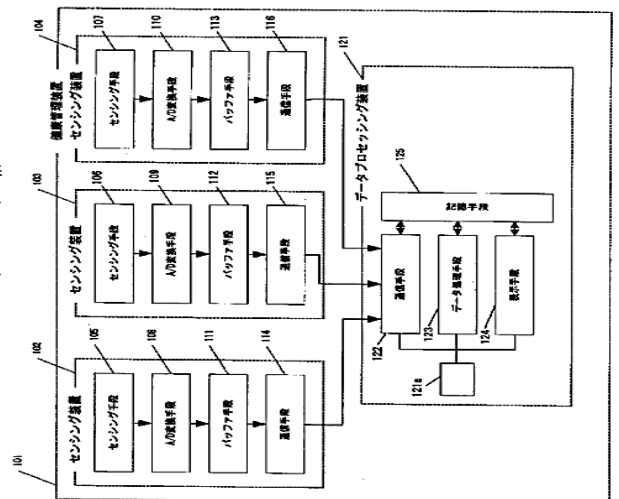 101
健康管理装置
102
センシング装置
105
センシング手段
108
A/D変換手段
111
バッファ手段
114
通信手段
103
センシング装置
106
センシング手段
109
A/D変換手段
112
バッファ手段
115
通信手段
104
センシング装置
107
センシング手段
110
A/D変換手段
113
バッファ手段
116
通信手段
121
データプロセッシング装置
122
通信手段
123
データ処理手段
124
表示手段
125
記憶手段
121a